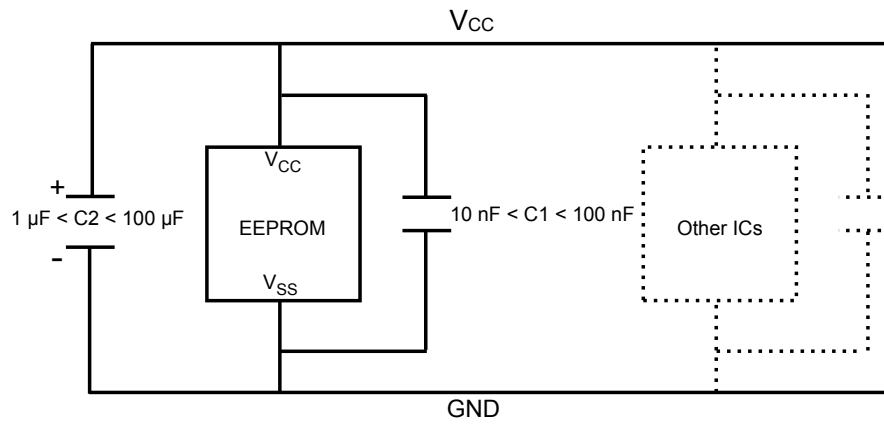 VCC
+
VCC
1 µF < C2 < 100 µF
EEPROM
10 nF < C1 < 100 nF
Other ICs
-
VSS
GND